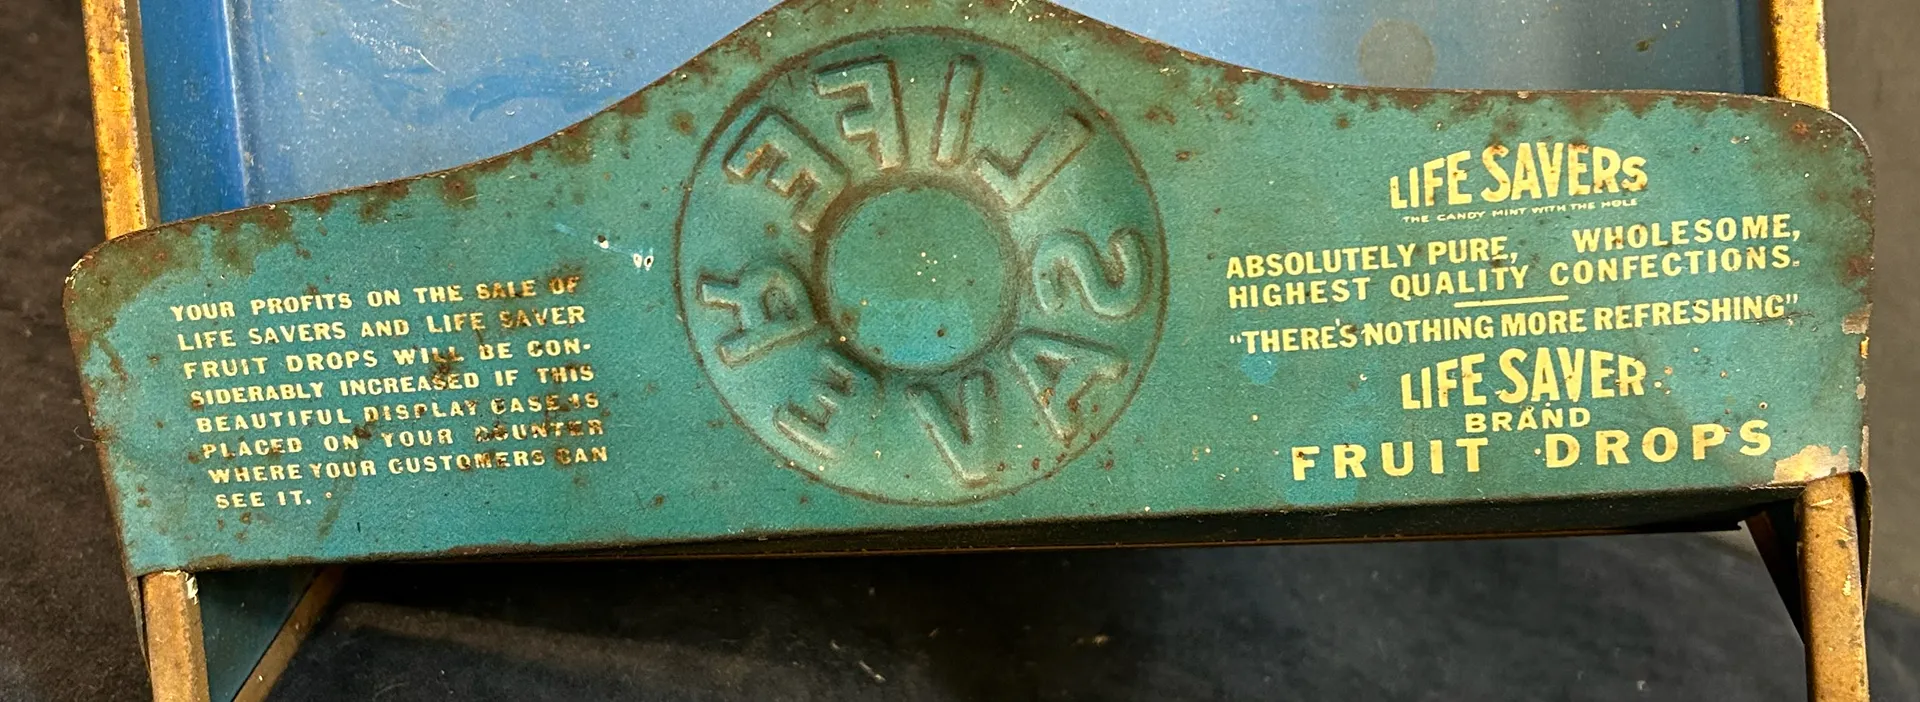 YOUR PROFITS ON THE SALE OF
LIFE SAVERS AND LIFE SAVER
FRUIT DROPS WILL BE CON-
SIDERABLY INCREASED IF THIS
BEAUTIFUL DISPLAY CASE IS
PLACED ON YOUR COUNTER
WHERE YOUR CUSTOMERS CAN
SEE IT.
LIFE SAVERS
LIFE SAVERS
THE CANDY MINT WITH THE HOLE
ABSOLUTELY PURE, WHOLESOME,
HIGHEST QUALITY CONFECTIONS.
"THERE'S NOTHING MORE REFRESHING"
LIFE SAVER
BRAND
FRUIT DROPS